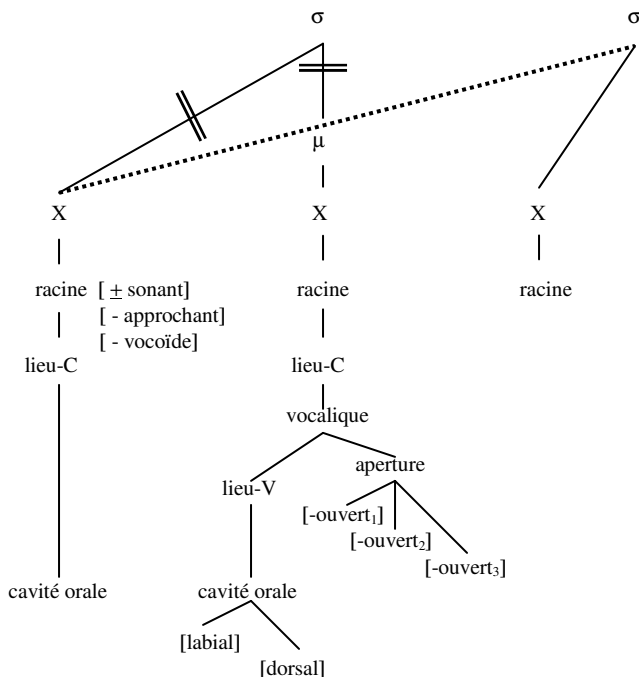 σ σ
μ
X X X
racine [ ± sonant] racine racine
[ - approchant]
[ - vocoïde]
lieu-C lieu-C
vocalique
aperture
lieu-V
[-ouvert₁]
[-ouvert₂]
[-ouvert₃]
cavité orale cavité orale
[labial]
[dorsal]